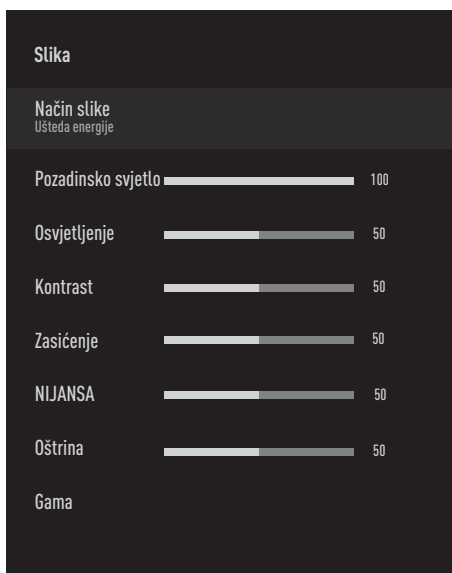 Slika
Način slike
Ušteda energije
Pozadinsko svjetlo 100
Osvjetljenje 50
Kontrast 50
Zasićenje 50
NIJANSA 50
Oštrina 50
Gama